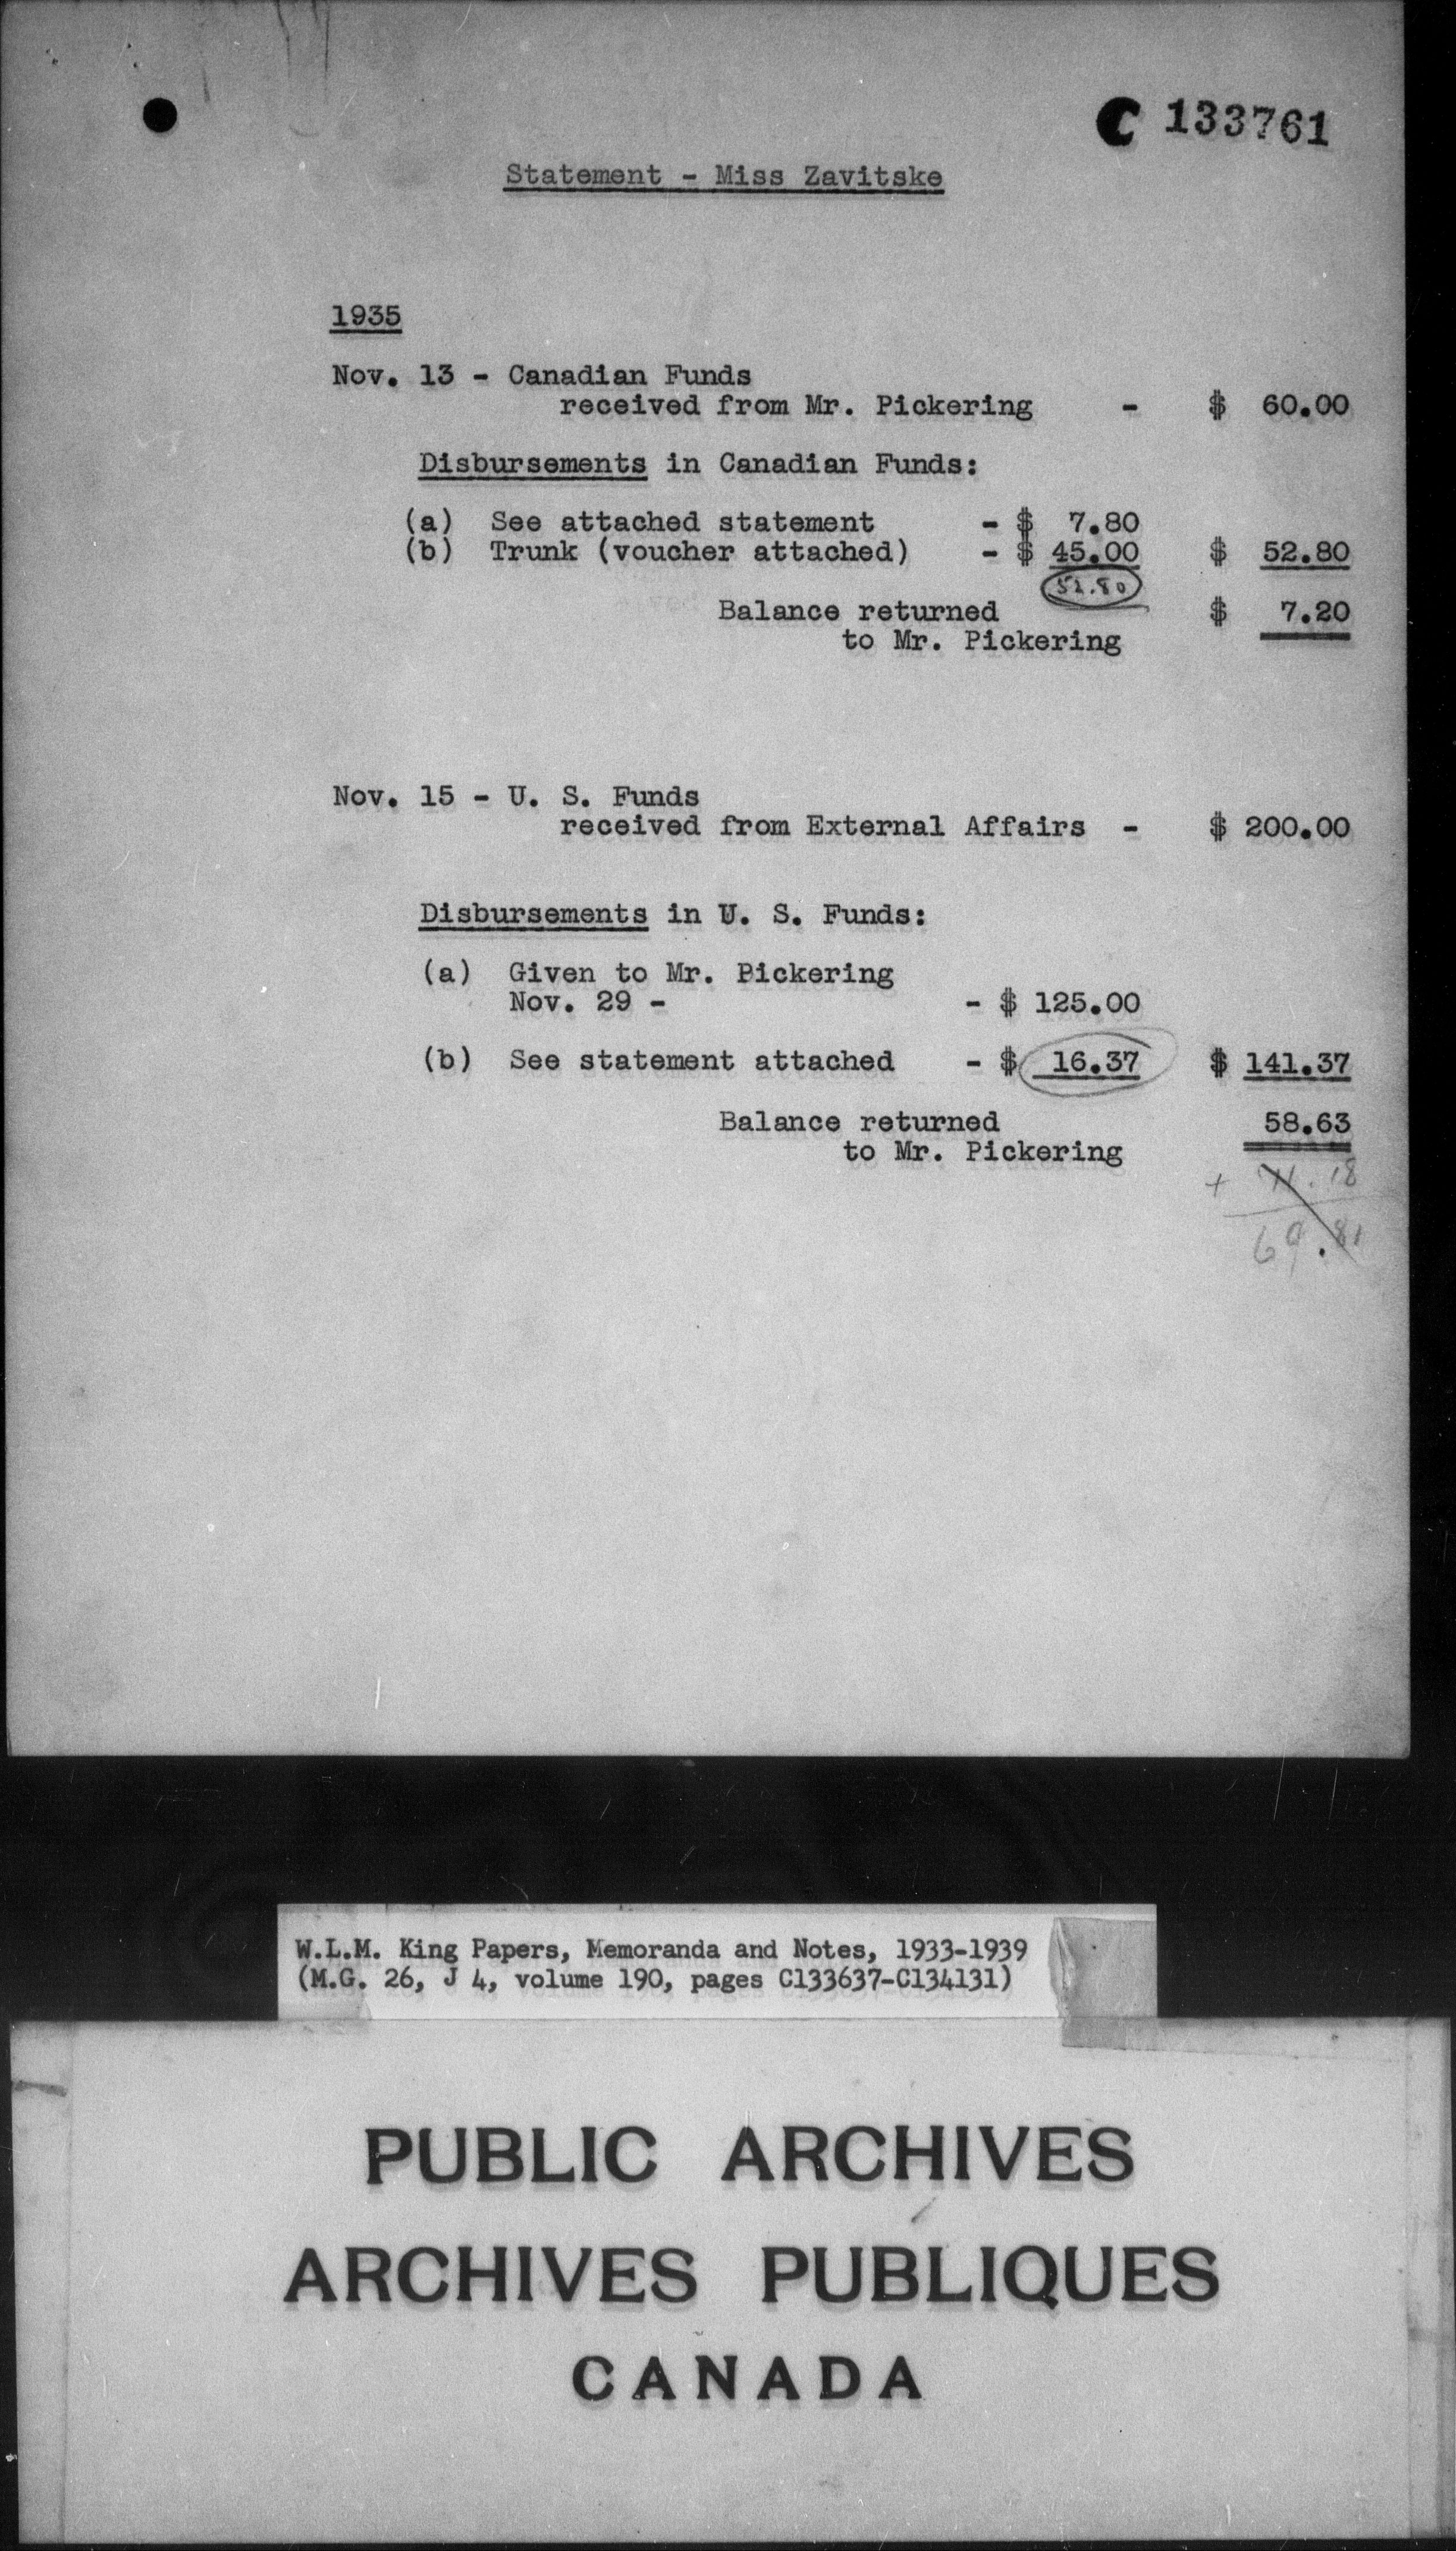 C 133761
Statement - Miss Zavitske
1935
Nov. 13 - Canadian Funds
received from Mr. Pickering - $ 60.00
Disbursements in Canadian Funds:
(a) See attached statement - $ 7.80
(b) Trunk (voucher attached) - $ 45.00 $ 52.80
52.80
Balance returned $ 7.20
to Mr. Pickering
Nov. 15 - U. S. Funds
received from External Affairs - $ 200.00
Disbursements in U. S. Funds:
(a) Given to Mr. Pickering
Nov. 29 - - $ 125.00
(b) See statement attached - $ 16.37 $ 141.37
Balance returned 58.63
to Mr. Pickering
+ 11.18
69.81
W.L.M. King Papers, Memoranda and Notes, 1933-1939
(M.G. 26, J 4, volume 190, pages C133637-C134131)
PUBLIC ARCHIVES
ARCHIVES PUBLIQUES
CANADA